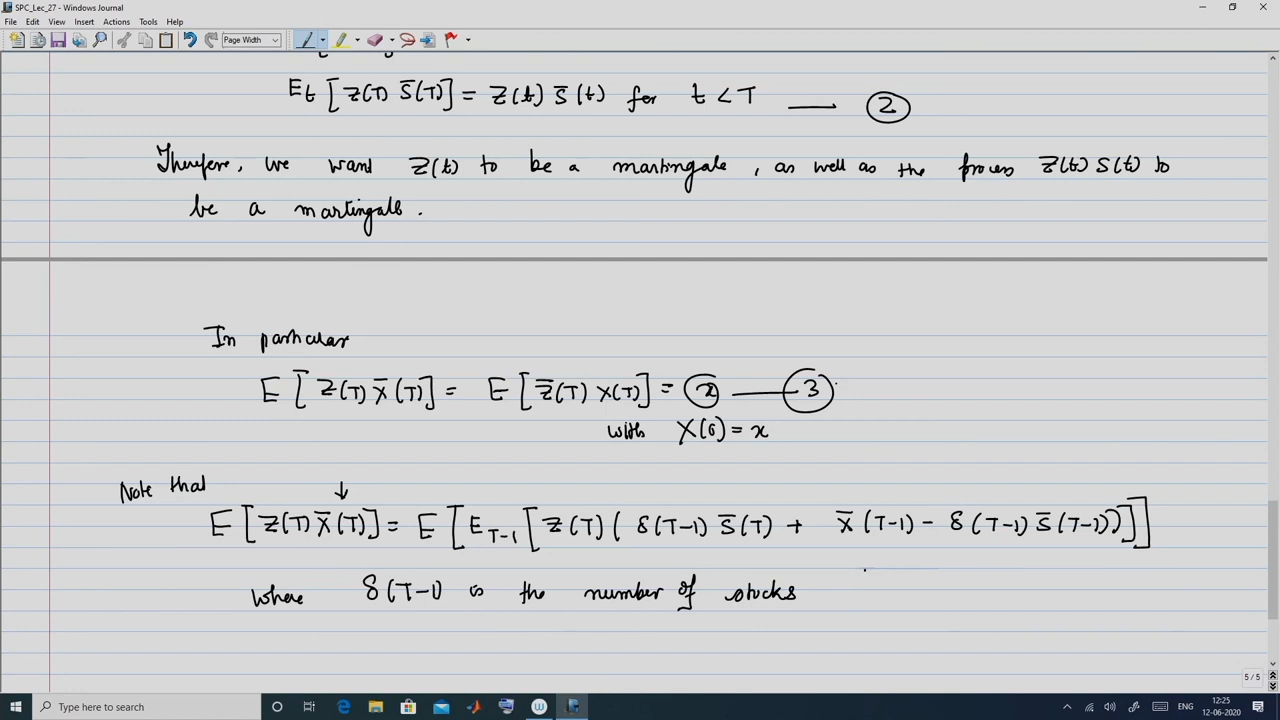 SPC_Lec_27 - Windows Journal
File Edit View Insert Actions Tools Help
Page Width
E_t [Z(T) S̄(T)] = Z(t) S̄(t) for t < T —— ②
Therefore, we want Z(t) to be a martingale, as well as the process Z(t) S(t) to
be a martingale.
In particular
E [Z(T) X̄(T)] = E [Z̄(T) X(T)] = x —— ③
with X(0) = x
Note that ↓
E [Z(T) X̄(T)] = E [E_{T-1} [Z(T) ( δ(T-1) S̄(T) + X̄(T-1) - δ(T-1) S̄(T-1))]]
where δ(T-1) is the number of stocks
5 / 5
Type here to search
12:25
12-06-2020